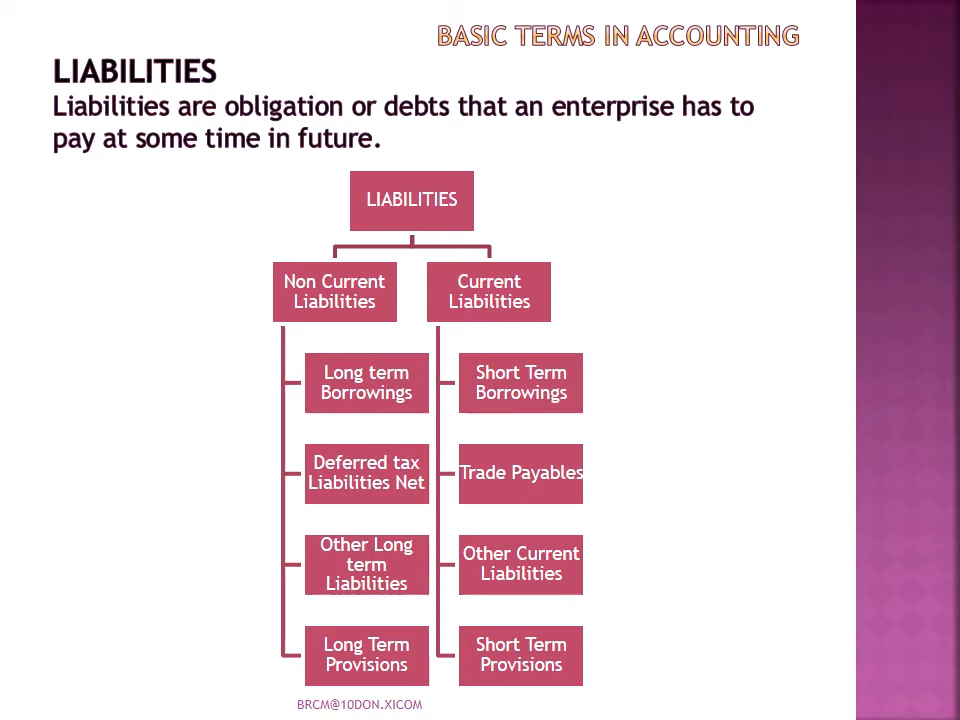 BASIC TERMS IN ACCOUNTING
LIABILITIES
Liabilities are obligation or debts that an enterprise has to
pay at some time in future.
LIABILITIES
Non Current
Liabilities
Current
Liabilities
Long term
Borrowings
Short Term
Borrowings
Deferred tax
Liabilities Net
Trade Payables
Other Long
term
Liabilities
Other Current
Liabilities
Long Term
Provisions
Short Term
Provisions
BRCM@10DON.XICOM